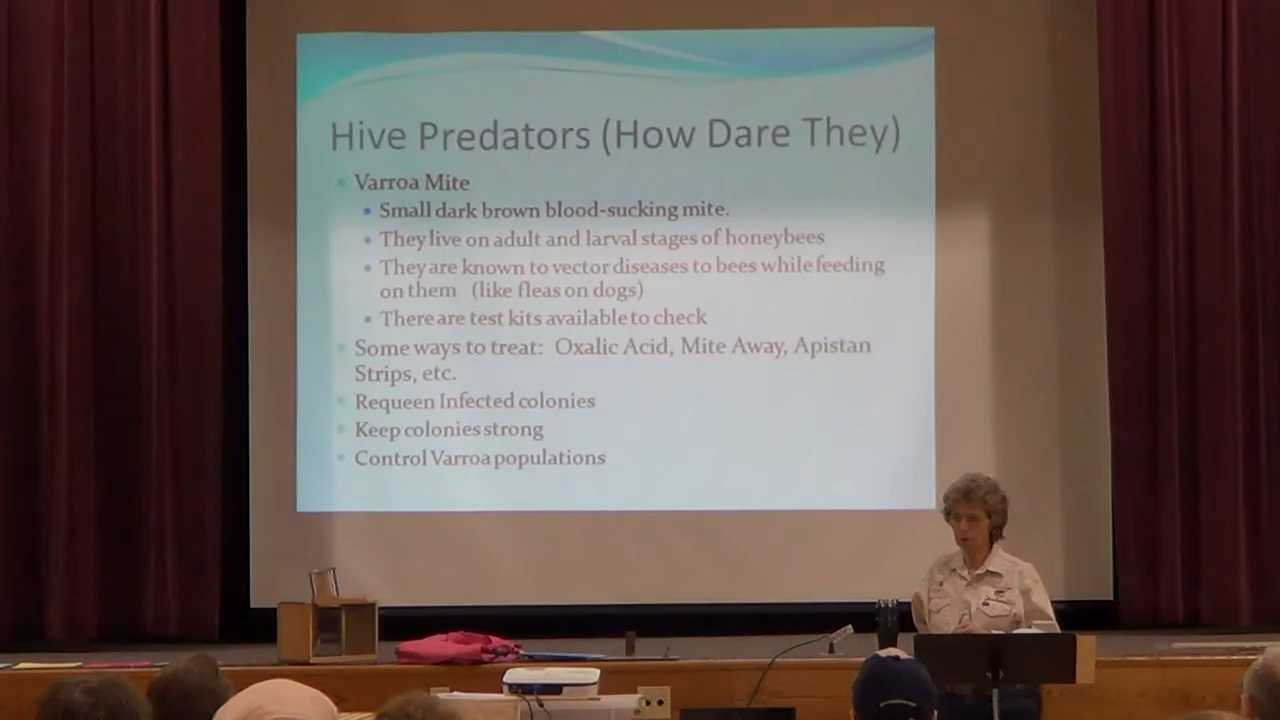 Hive Predators (How Dare They)
Varroa Mite
Small dark brown blood-sucking mite.
They live on adult and larval stages of honeybees
They are known to vector diseases to bees while feeding
on them (like fleas on dogs)
There are test kits available to check
Some ways to treat: Oxalic Acid, Mite Away, Apistan
Strips, etc.
Requeen Infected colonies
Keep colonies strong
Control Varroa populations